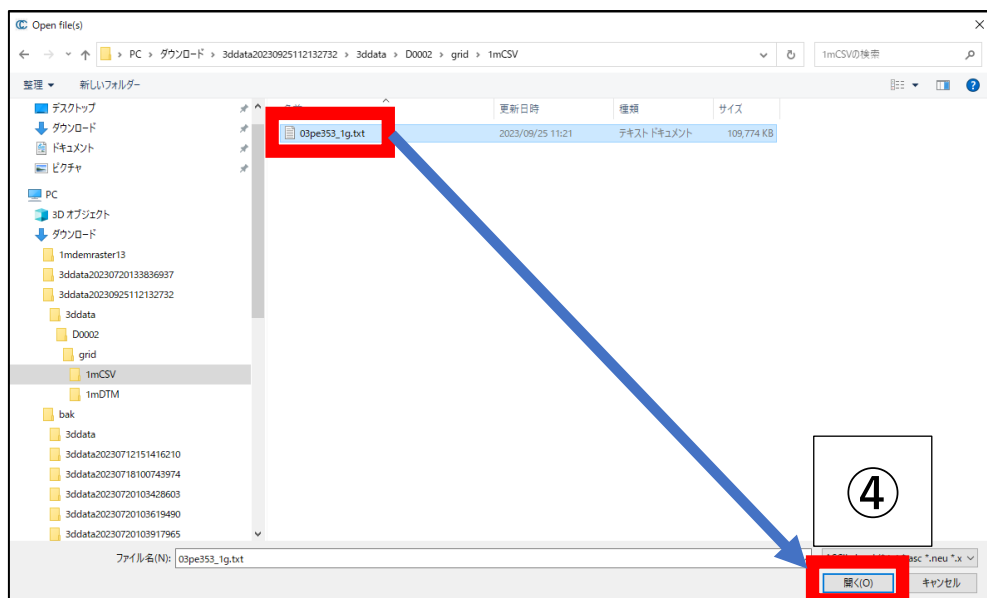 Open file(s)
PC › ダウンロード › 3ddata20230925112132732 › 3ddata › D0002 › grid › 1mCSV
1mCSVの検索
整理 新しいフォルダー
デスクトップ
ダウンロード
ドキュメント
ピクチャ
PC
3D オブジェクト
ダウンロード
1mdemraster13
3ddata20230720133836937
3ddata20230925112132732
3ddata
D0002
grid
1mCSV
1mDTM
bak
3ddata
3ddata20230712151416210
3ddata20230718100743974
3ddata20230720103428603
3ddata20230720103619490
3ddata20230720103917965
更新日時 種類 サイズ
03pe353_1g.txt 2023/09/25 11:21 テキスト ドキュメント 109,774 KB
④
ファイル名(N): 03pe353_1g.txt
*.neu *.x
開く(O) キャンセル